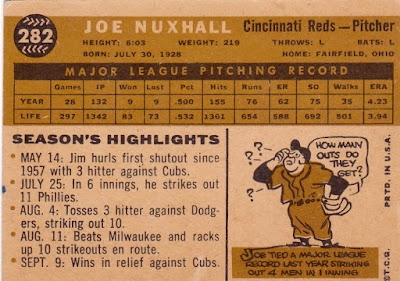 282
JOE NUXHALL Cincinnati Reds—Pitcher
HEIGHT: 6:03 WEIGHT: 219 THROWS: L BATS: L
BORN: JULY 30, 1928 HOME: FAIRFIELD, OHIO
MAJOR LEAGUE PITCHING RECORD
Games IP Won Lost Pct. Hits Runs ER SO Walks ERA
YEAR 28 132 9 9 .500 155 76 62 75 35 4.23
LIFE 297 1342 83 73 .532 1361 654 588 692 501 3.94
SEASON'S HIGHLIGHTS
• MAY 14: Jim hurls first shutout since
1957 with 3 hitter against Cubs.
• JULY 25: In 6 innings, he strikes out
11 Phillies.
• AUG. 4: Tosses 3 hitter against Dodg-
ers, striking out 10.
• AUG. 11: Beats Milwaukee and racks
up 10 strikeouts en route.
• SEPT. 9: Wins in relief against Cubs.
HOW MANY
OUTS DO
THEY
GET?
JOE TIED A MAJOR LEAGUE
RECORD LAST YEAR STRIKING
OUT 4 MEN IN 1 INNING
©T.C.G. PRTD. IN U.S.A.